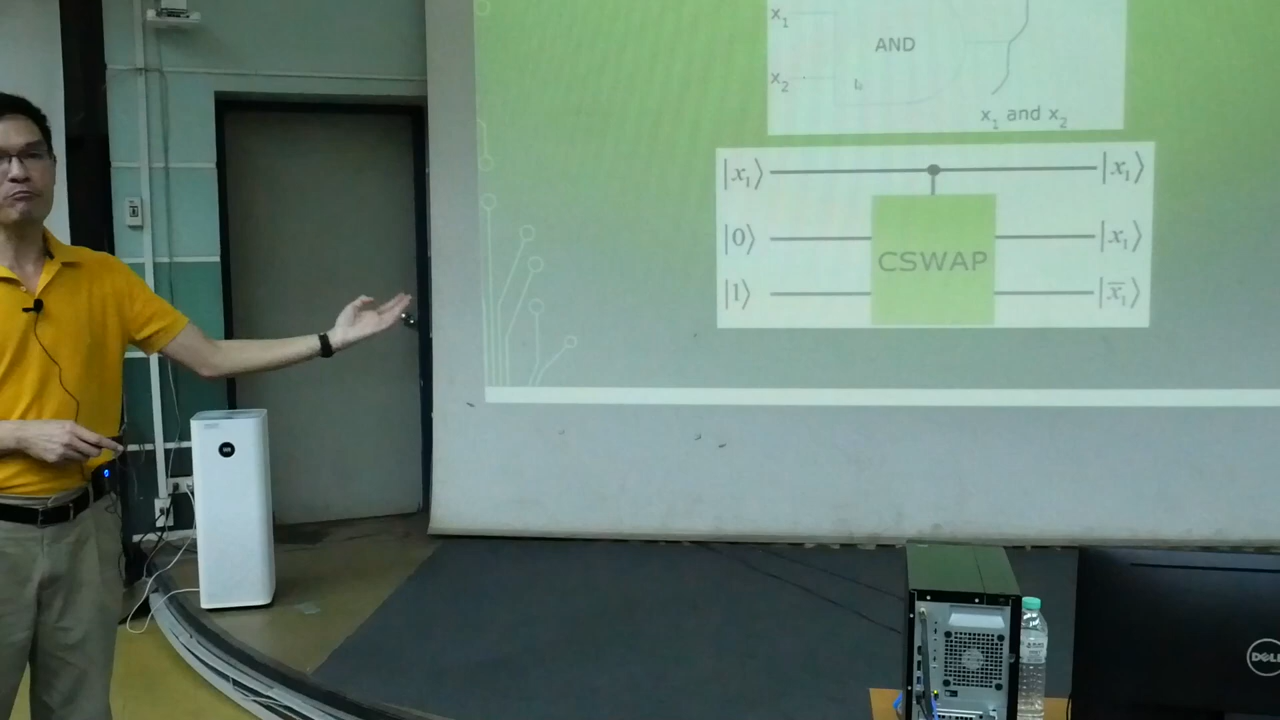 x₁
AND
x₂
x₁ and x₂
|x₁⟩ |x₁⟩
|0⟩ |x₁⟩
CSWAP
|1⟩ |x̅₁⟩
DELL